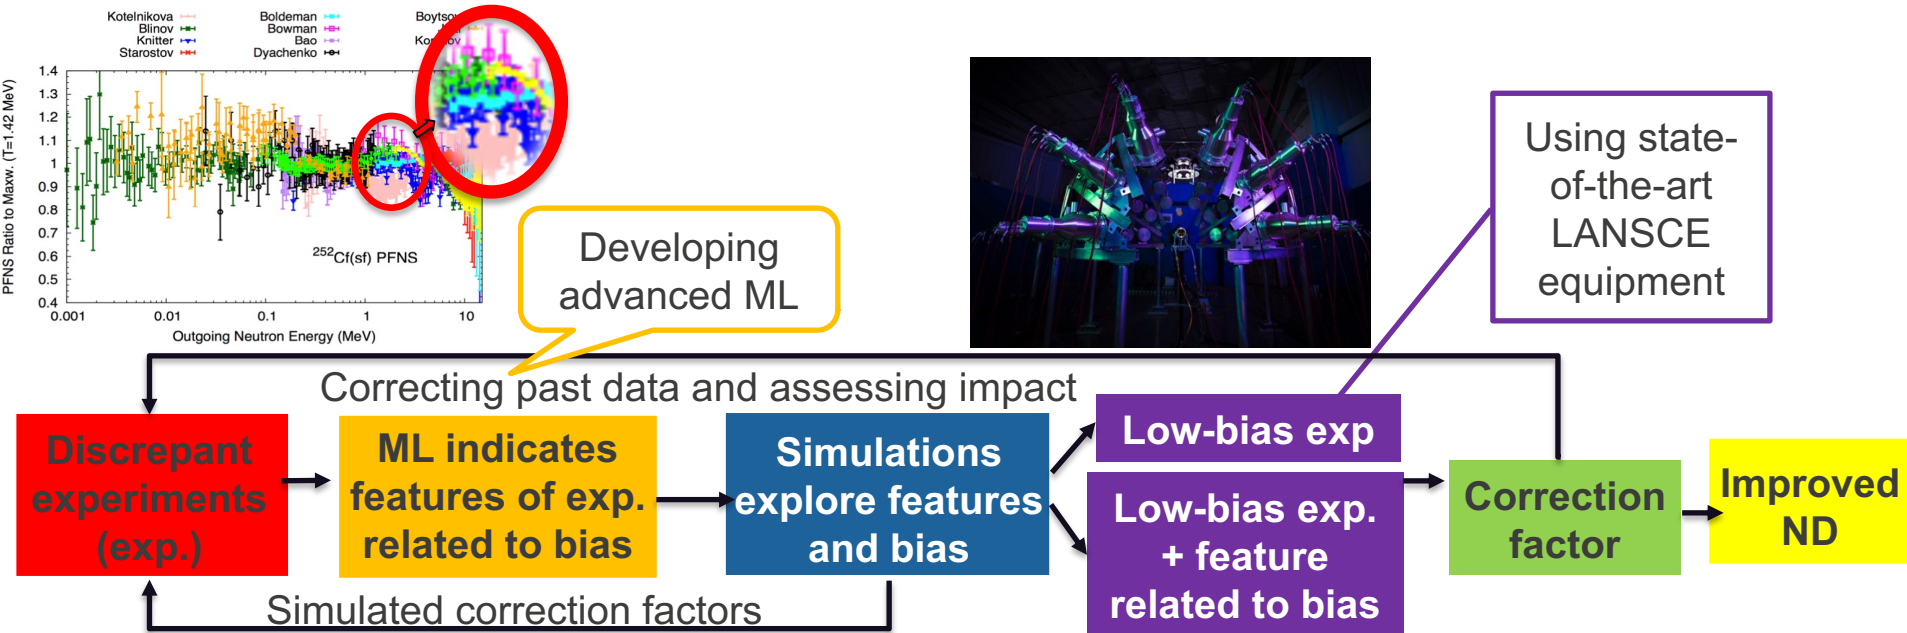 Kotelnikova
Blinov
Knitter
Starostov
Boldeman
Bowman
Bao
Dyachenko
Boytsov
PFNS Ratio to Maxw. (T=1.42 MeV)
1.4
1.3
1.2
1.1
1
0.9
0.8
0.7
0.6
0.5
0.4
0.001
0.01
0.1
1
10
252Cf(sf) PFNS
Outgoing Neutron Energy (MeV)
Developing
advanced ML
Using state-
of-the-art
LANSCE
equipment
Correcting past data and assessing impact
Discrepant
experiments
(exp.)
ML indicates
features of exp.
related to bias
Simulations
explore features
and bias
Low-bias exp
Low-bias exp.
+ feature
related to bias
Correction
factor
Improved
ND
Simulated correction factors